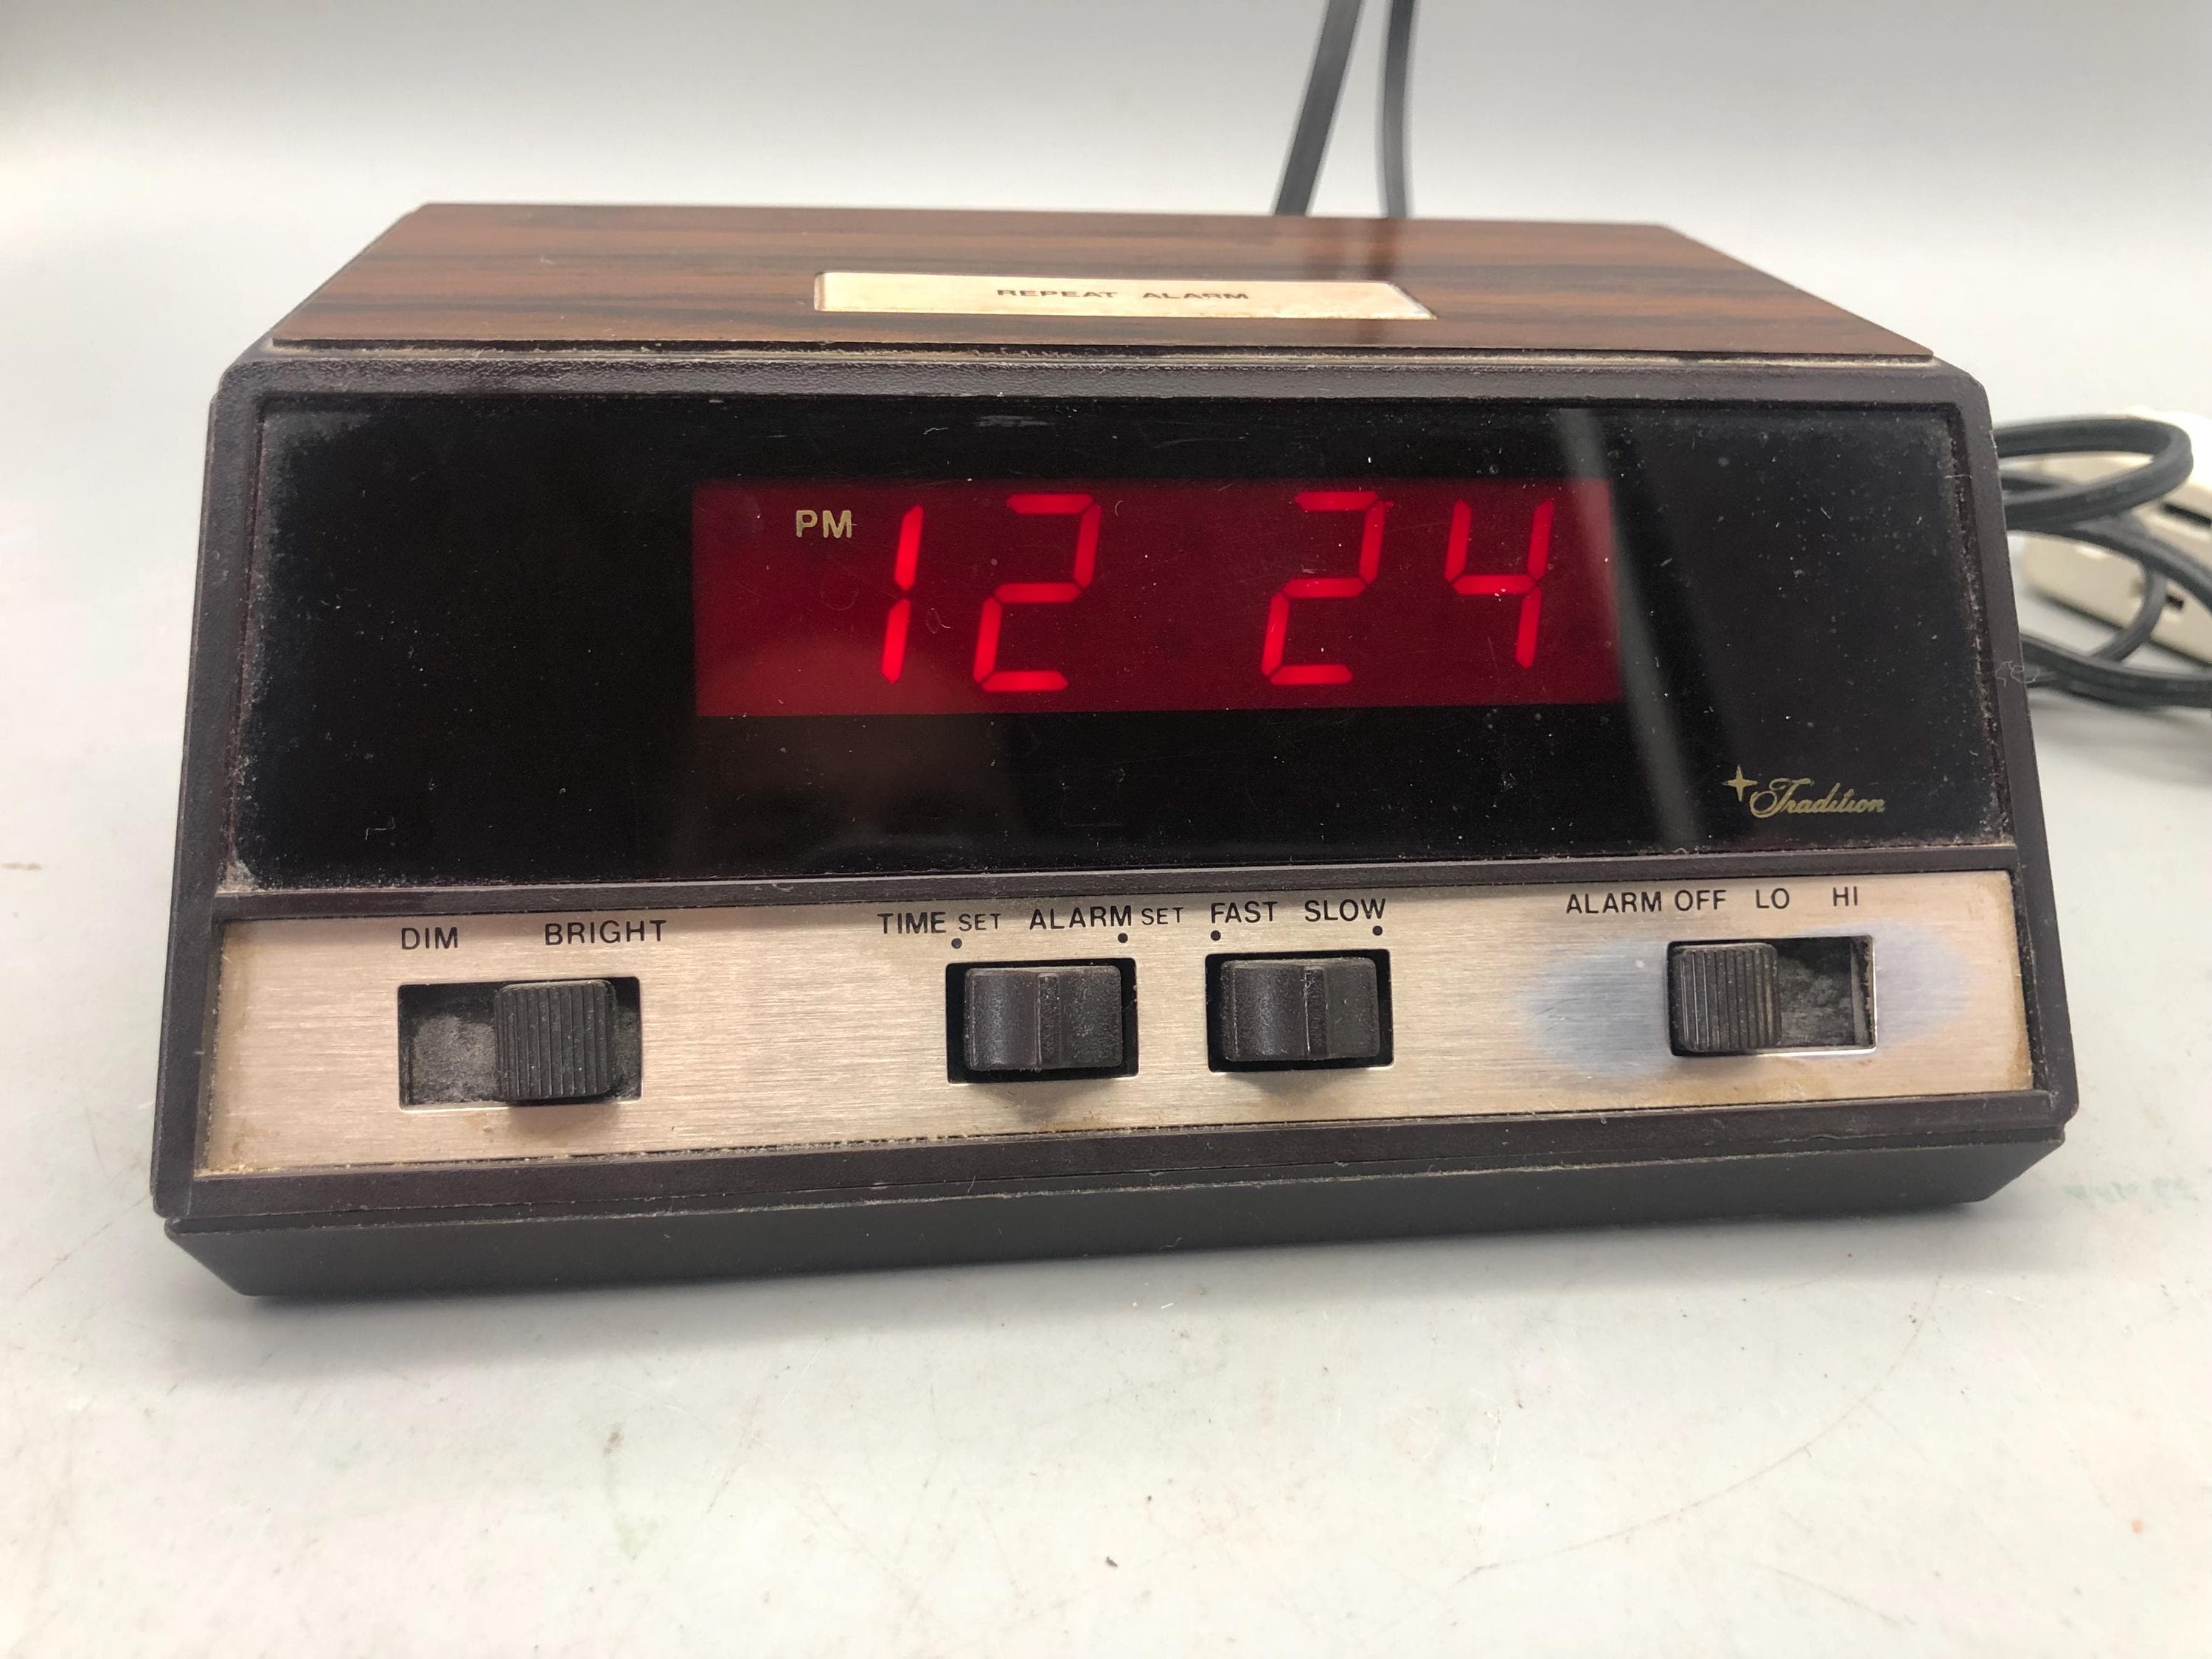 REPEAT ALARM
PM 12 24
Tradition
DIM BRIGHT TIME SET ALARM SET FAST SLOW ALARM OFF LO HI